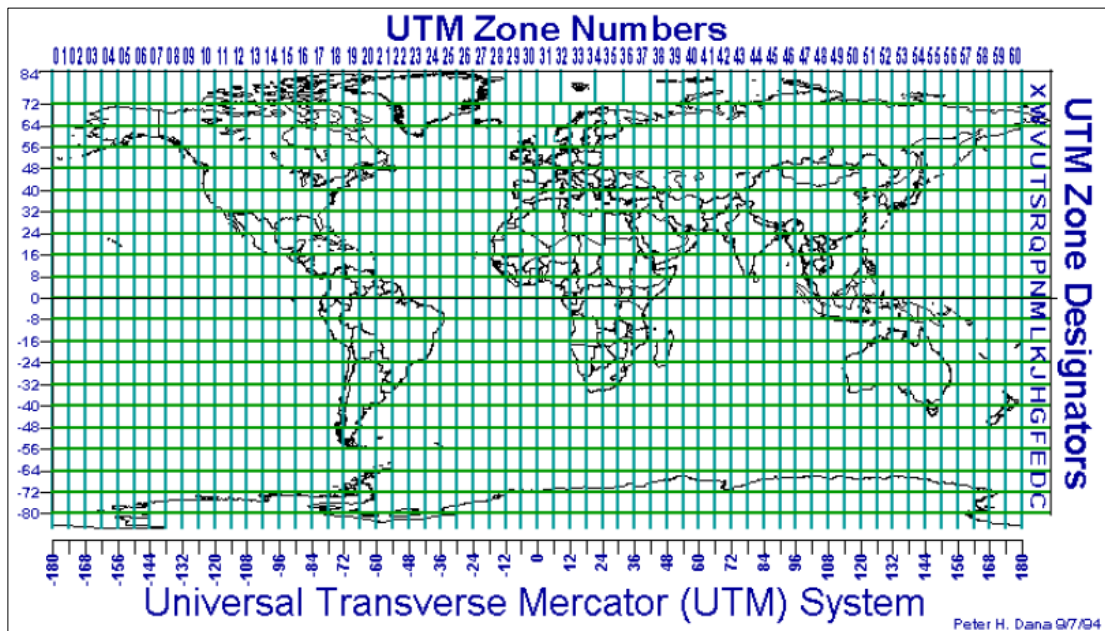 UTM Zone Numbers
0 1 0 2 03 04 05 06 07 08 09 10 11 12 13 14 15 16 17 18 19 20 21 22 23 24 25 26 27 28 29 30 31 32 33 34 35 36 37 38 39 40 41 42 43 44 45 46 47 48 49 50 51 52 53 54 55 56 57 58 59 60
84
72
64
56
48
40
32
24
16
8
0
-8
-16
-24
-32
-40
-48
-56
-64
-72
-80
X
W
V
U
T
S
R
Q
P
N
M
L
K
J
H
G
F
E
D
C
UTM Zone Designators
-180 -168 -156 -144 -132 -120 -108 -96 -84 -72 -60 -48 -36 -24 -12 0 12 24 36 48 60 72 84 96 108 120 132 144 156 168 180
Universal Transverse Mercator (UTM) System
Peter H. Dana 9/7/94